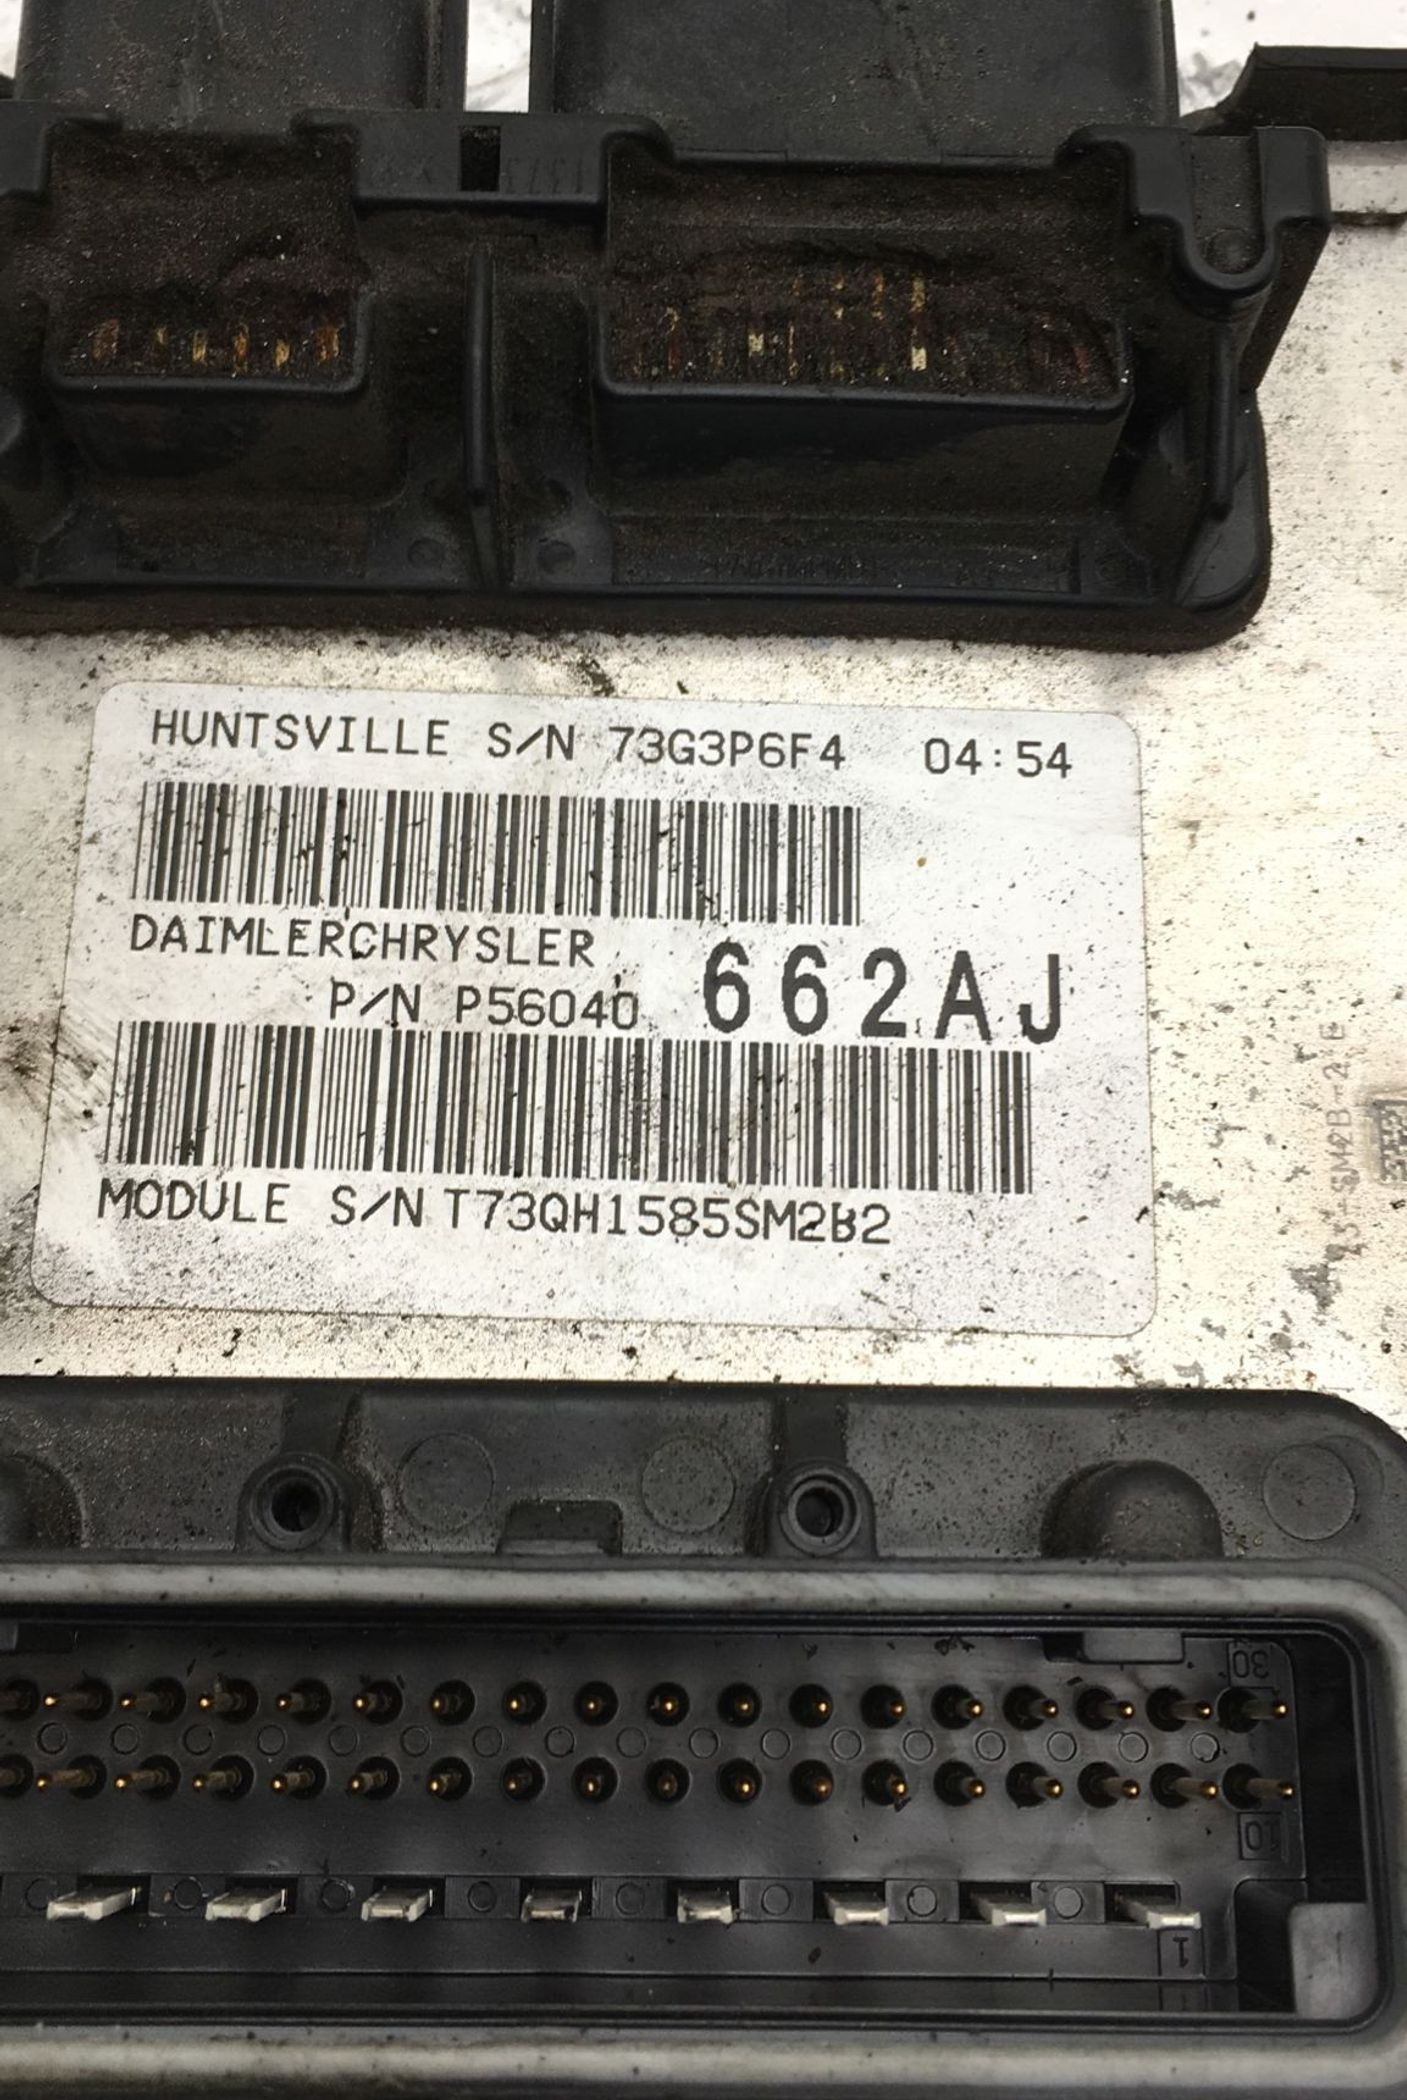 HUNTSVILLE S/N 73G3P6F4 04:54
DAIMLERCHRYSLER
P/N P56040 662AJ
MODULE S/N T73QH1585SM2B2
30
10
1